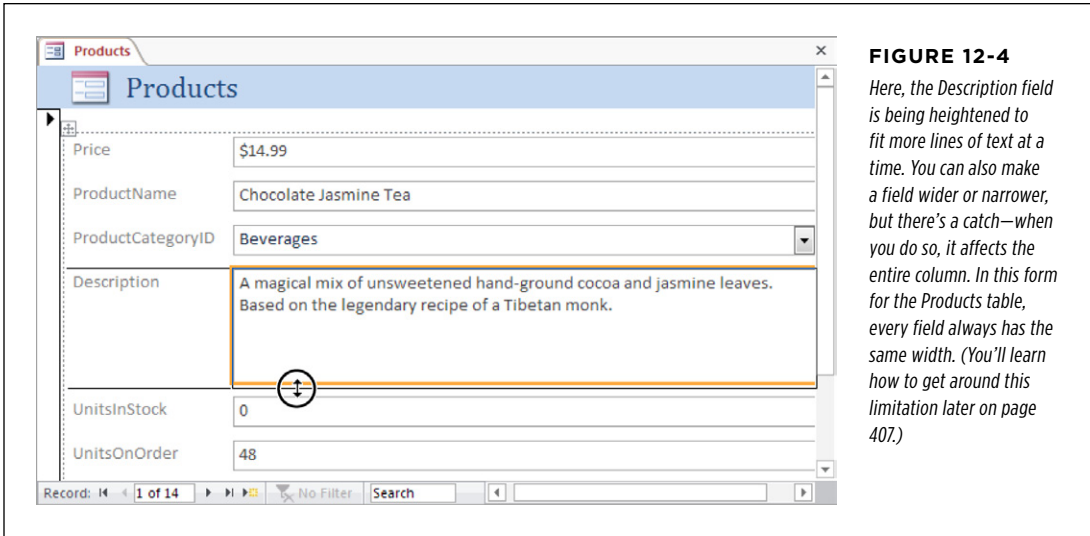 Products
Products
Price
$14.99
ProductName
Chocolate Jasmine Tea
ProductCategoryID
Beverages
Description
A magical mix of unsweetened hand-ground cocoa and jasmine leaves.
Based on the legendary recipe of a Tibetan monk.
UnitsInStock
0
UnitsOnOrder
48
Record: 1 of 14 No Filter Search
FIGURE 12-4
Here, the Description field
is being heightened to
fit more lines of text at a
time. You can also make
a field wider or narrower,
but there’s a catch—when
you do so, it affects the
entire column. In this form
for the Products table,
every field always has the
same width. (You’ll learn
how to get around this
limitation later on page
407.)